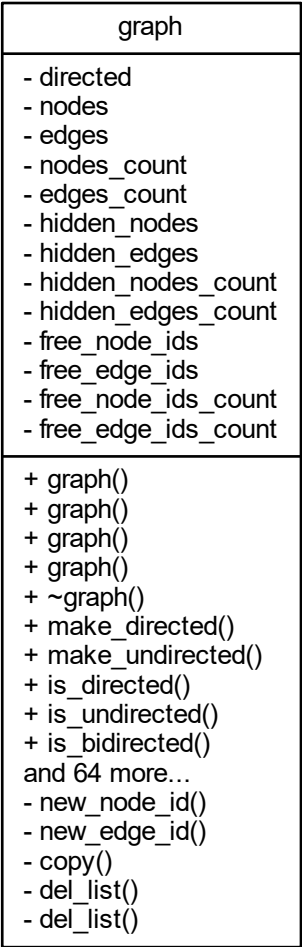 graph
- directed
- nodes
- edges
- nodes_count
- edges_count
- hidden_nodes
- hidden_edges
- hidden_nodes_count
- hidden_edges_count
- free_node_ids
- free_edge_ids
- free_node_ids_count
- free_edge_ids_count
+ graph()
+ graph()
+ graph()
+ graph()
+ ~graph()
+ make_directed()
+ make_undirected()
+ is_directed()
+ is_undirected()
+ is_bidirected()
and 64 more...
- new_node_id()
- new_edge_id()
- copy()
- del_list()
- del_list()